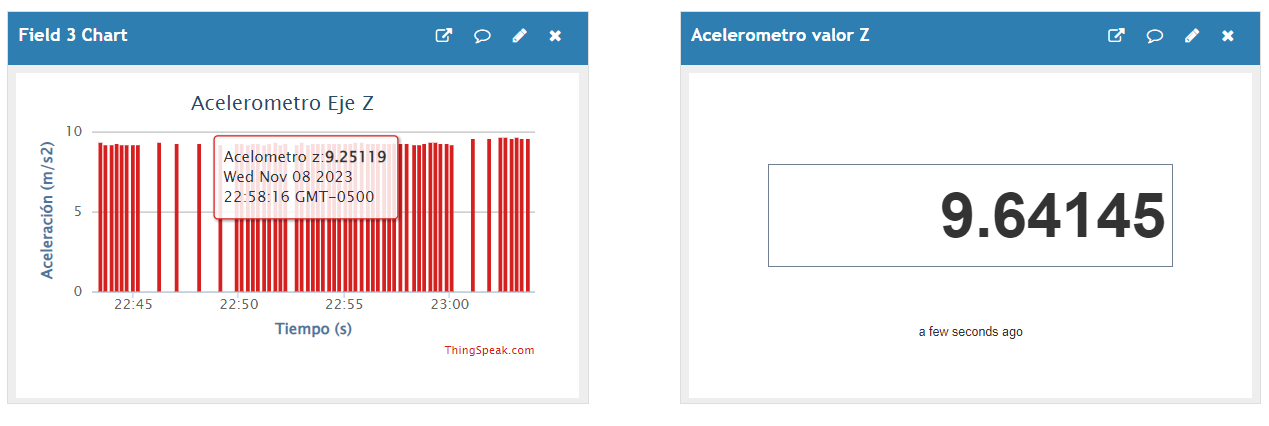 Field 3 Chart
Acelerometro Eje Z
10
5
0
Aceleración (m/s2)
Acelometro z:9.25119
Wed Nov 08 2023
22:58:16 GMT-0500
22:45
22:50
22:55
23:00
Tiempo (s)
ThingSpeak.com
Acelerometro valor Z
9.64145
a few seconds ago